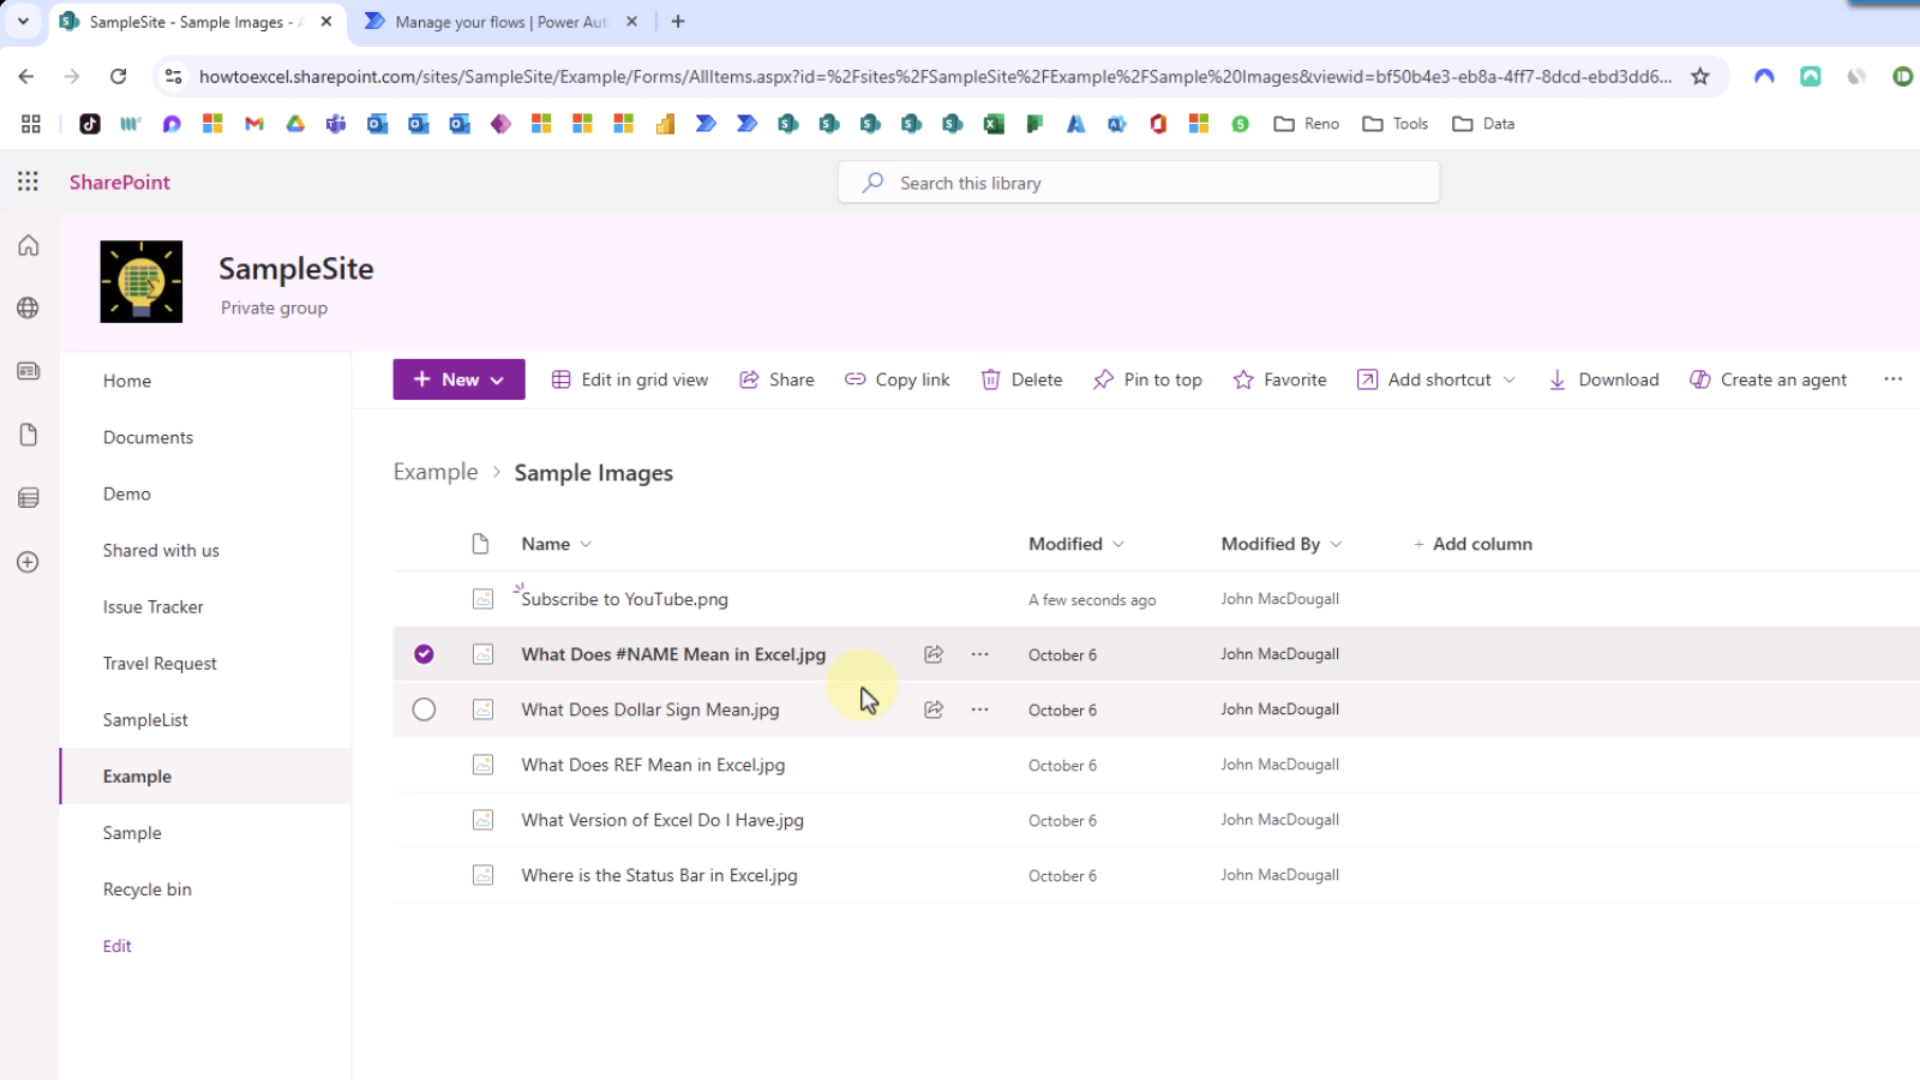 SampleSite - Sample Images -
Manage your flows | Power Aut
howtoexcel.sharepoint.com/sites/SampleSite/Example/Forms/AllItems.aspx?id=%2Fsites%2FSampleSite%2FExample%2FSample%20Images&viewid=bf50b4e3-eb8a-4ff7-8dcd-ebd3dd6...
Reno
Tools
Data
SharePoint
Search this library
SampleSite
Private group
Home
Documents
Demo
Shared with us
Issue Tracker
Travel Request
SampleList
Example
Sample
Recycle bin
Edit
New
Edit in grid view
Share
Copy link
Delete
Pin to top
Favorite
Add shortcut
Download
Create an agent
Example > Sample Images
Name Modified Modified By + Add column
Subscribe to YouTube.png A few seconds ago John MacDougall
What Does #NAME Mean in Excel.jpg October 6 John MacDougall
What Does Dollar Sign Mean.jpg October 6 John MacDougall
What Does REF Mean in Excel.jpg October 6 John MacDougall
What Version of Excel Do I Have.jpg October 6 John MacDougall
Where is the Status Bar in Excel.jpg October 6 John MacDougall